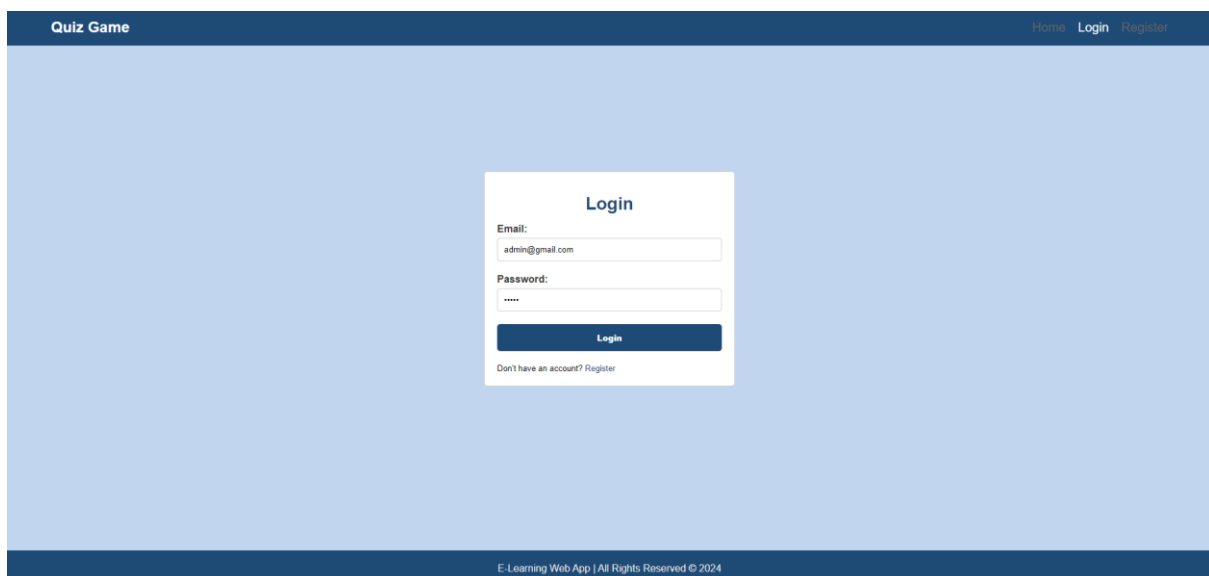 Quiz Game
Home Login Register
Login
Email:
admin@gmail.com
Password:
•••••
Login
Don't have an account? Register
E-Learning Web App | All Rights Reserved © 2024